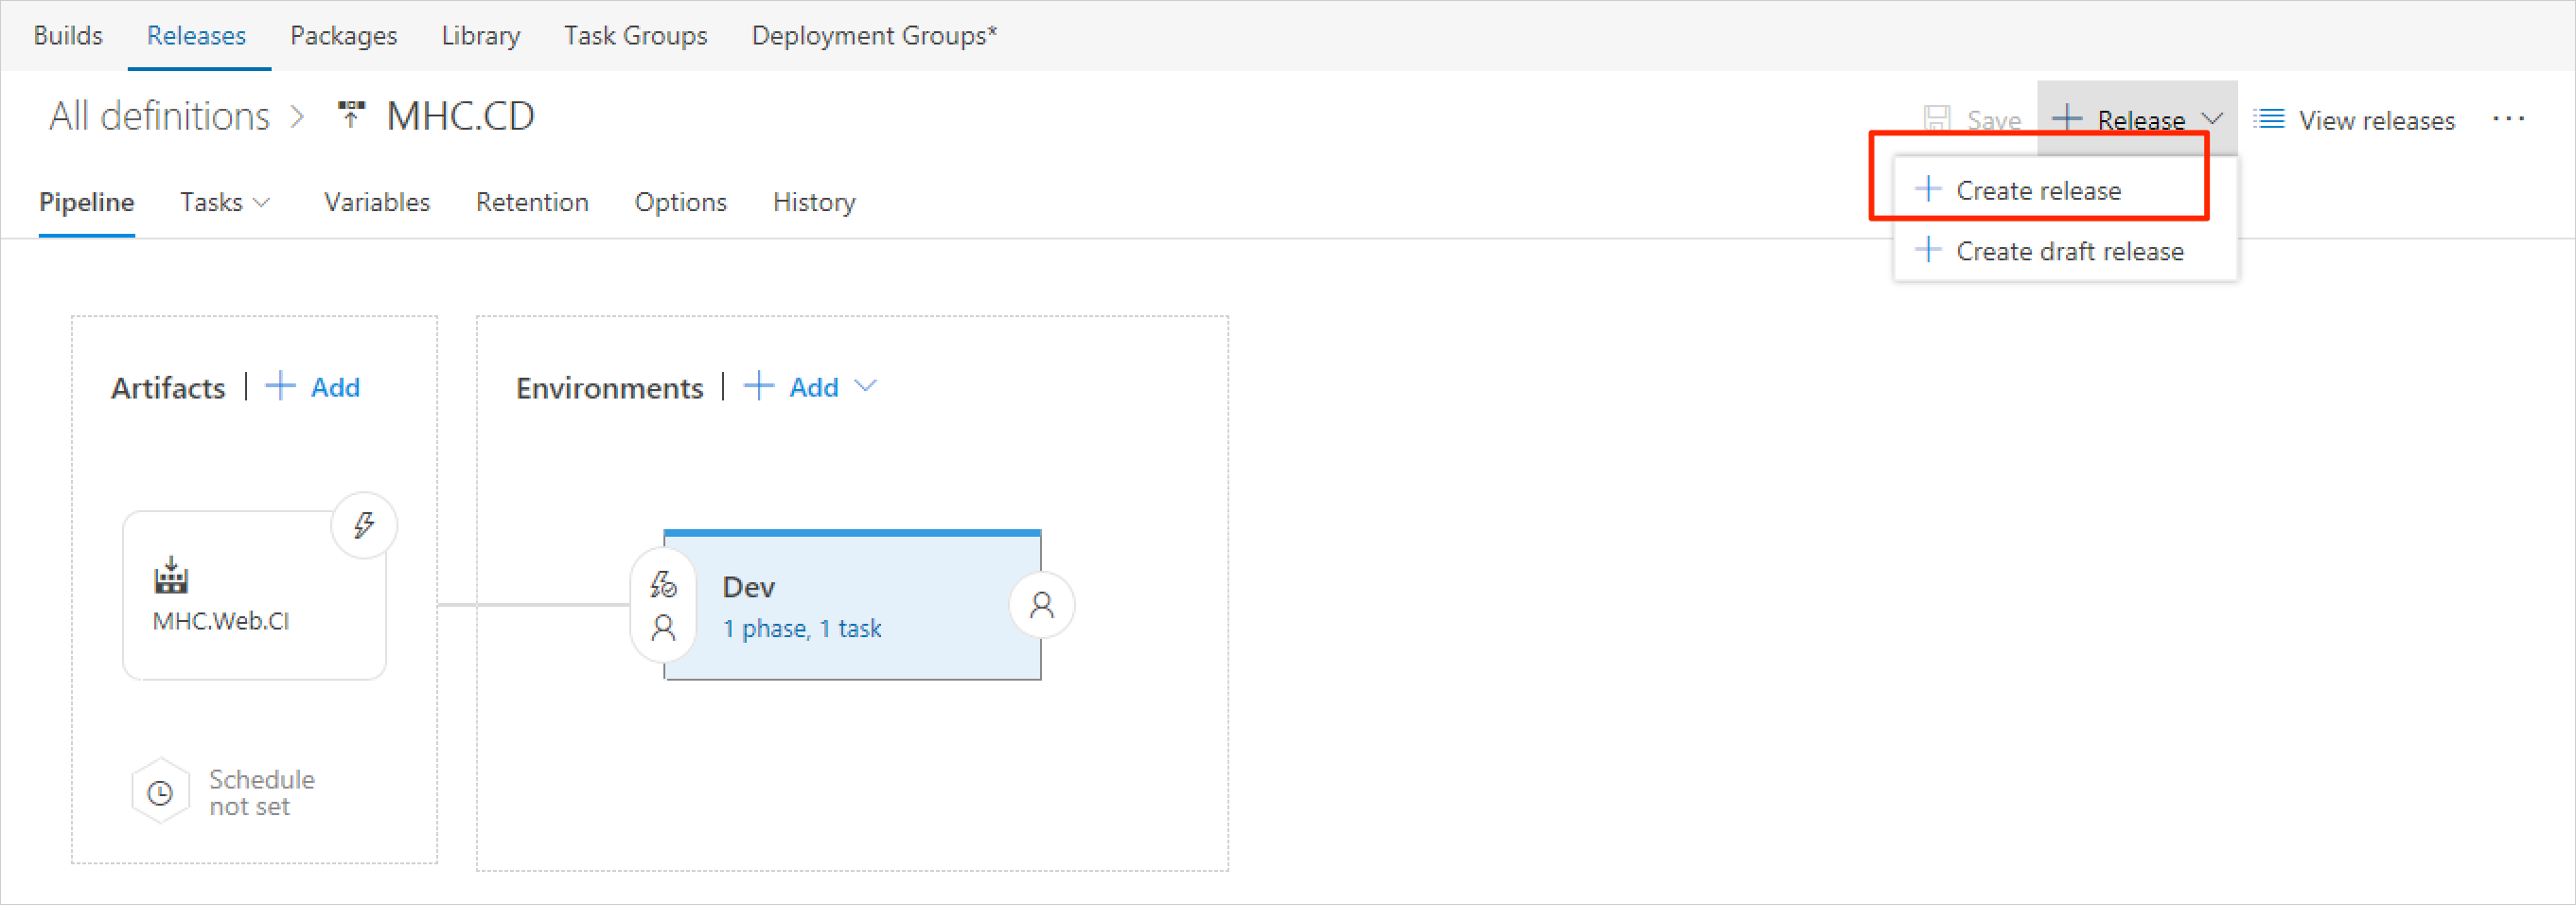 Builds Releases Packages Library Task Groups Deployment Groups*
All definitions > MHC.CD
Save + Release View releases ...
Pipeline Tasks Variables Retention Options History
+ Create release
+ Create draft release
Artifacts | + Add
Environments | + Add
MHC.Web.CI
Dev
1 phase, 1 task
Schedule
not set